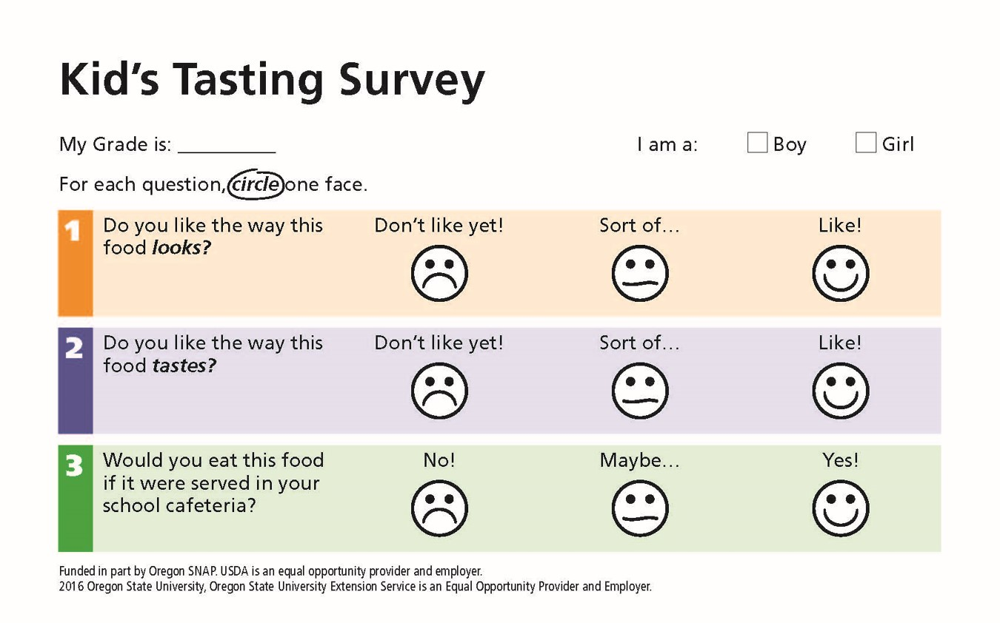 Kid's Tasting Survey
My Grade is: __________ I am a: Boy Girl
For each question, circle one face.
1 Do you like the way this Don't like yet! Sort of... Like!
food looks?
2 Do you like the way this Don't like yet! Sort of... Like!
food tastes?
3 Would you eat this food No! Maybe... Yes!
if it were served in your
school cafeteria?
Funded in part by Oregon SNAP. USDA is an equal opportunity provider and employer.
2016 Oregon State University, Oregon State University Extension Service is an Equal Opportunity Provider and Employer.